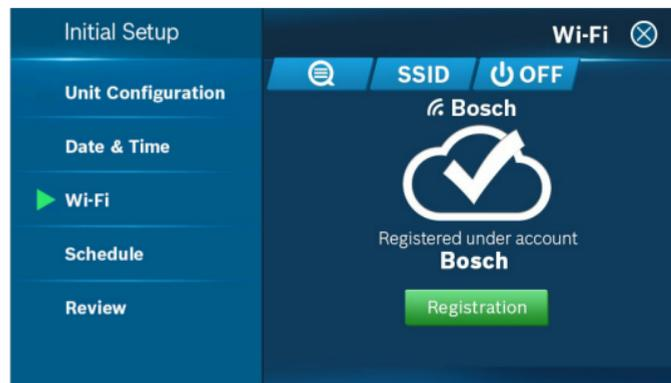 Initial Setup
Wi-Fi
Unit Configuration
Date & Time
Wi-Fi
Schedule
Review
SSID
OFF
Bosch
Registered under account
Bosch
Registration